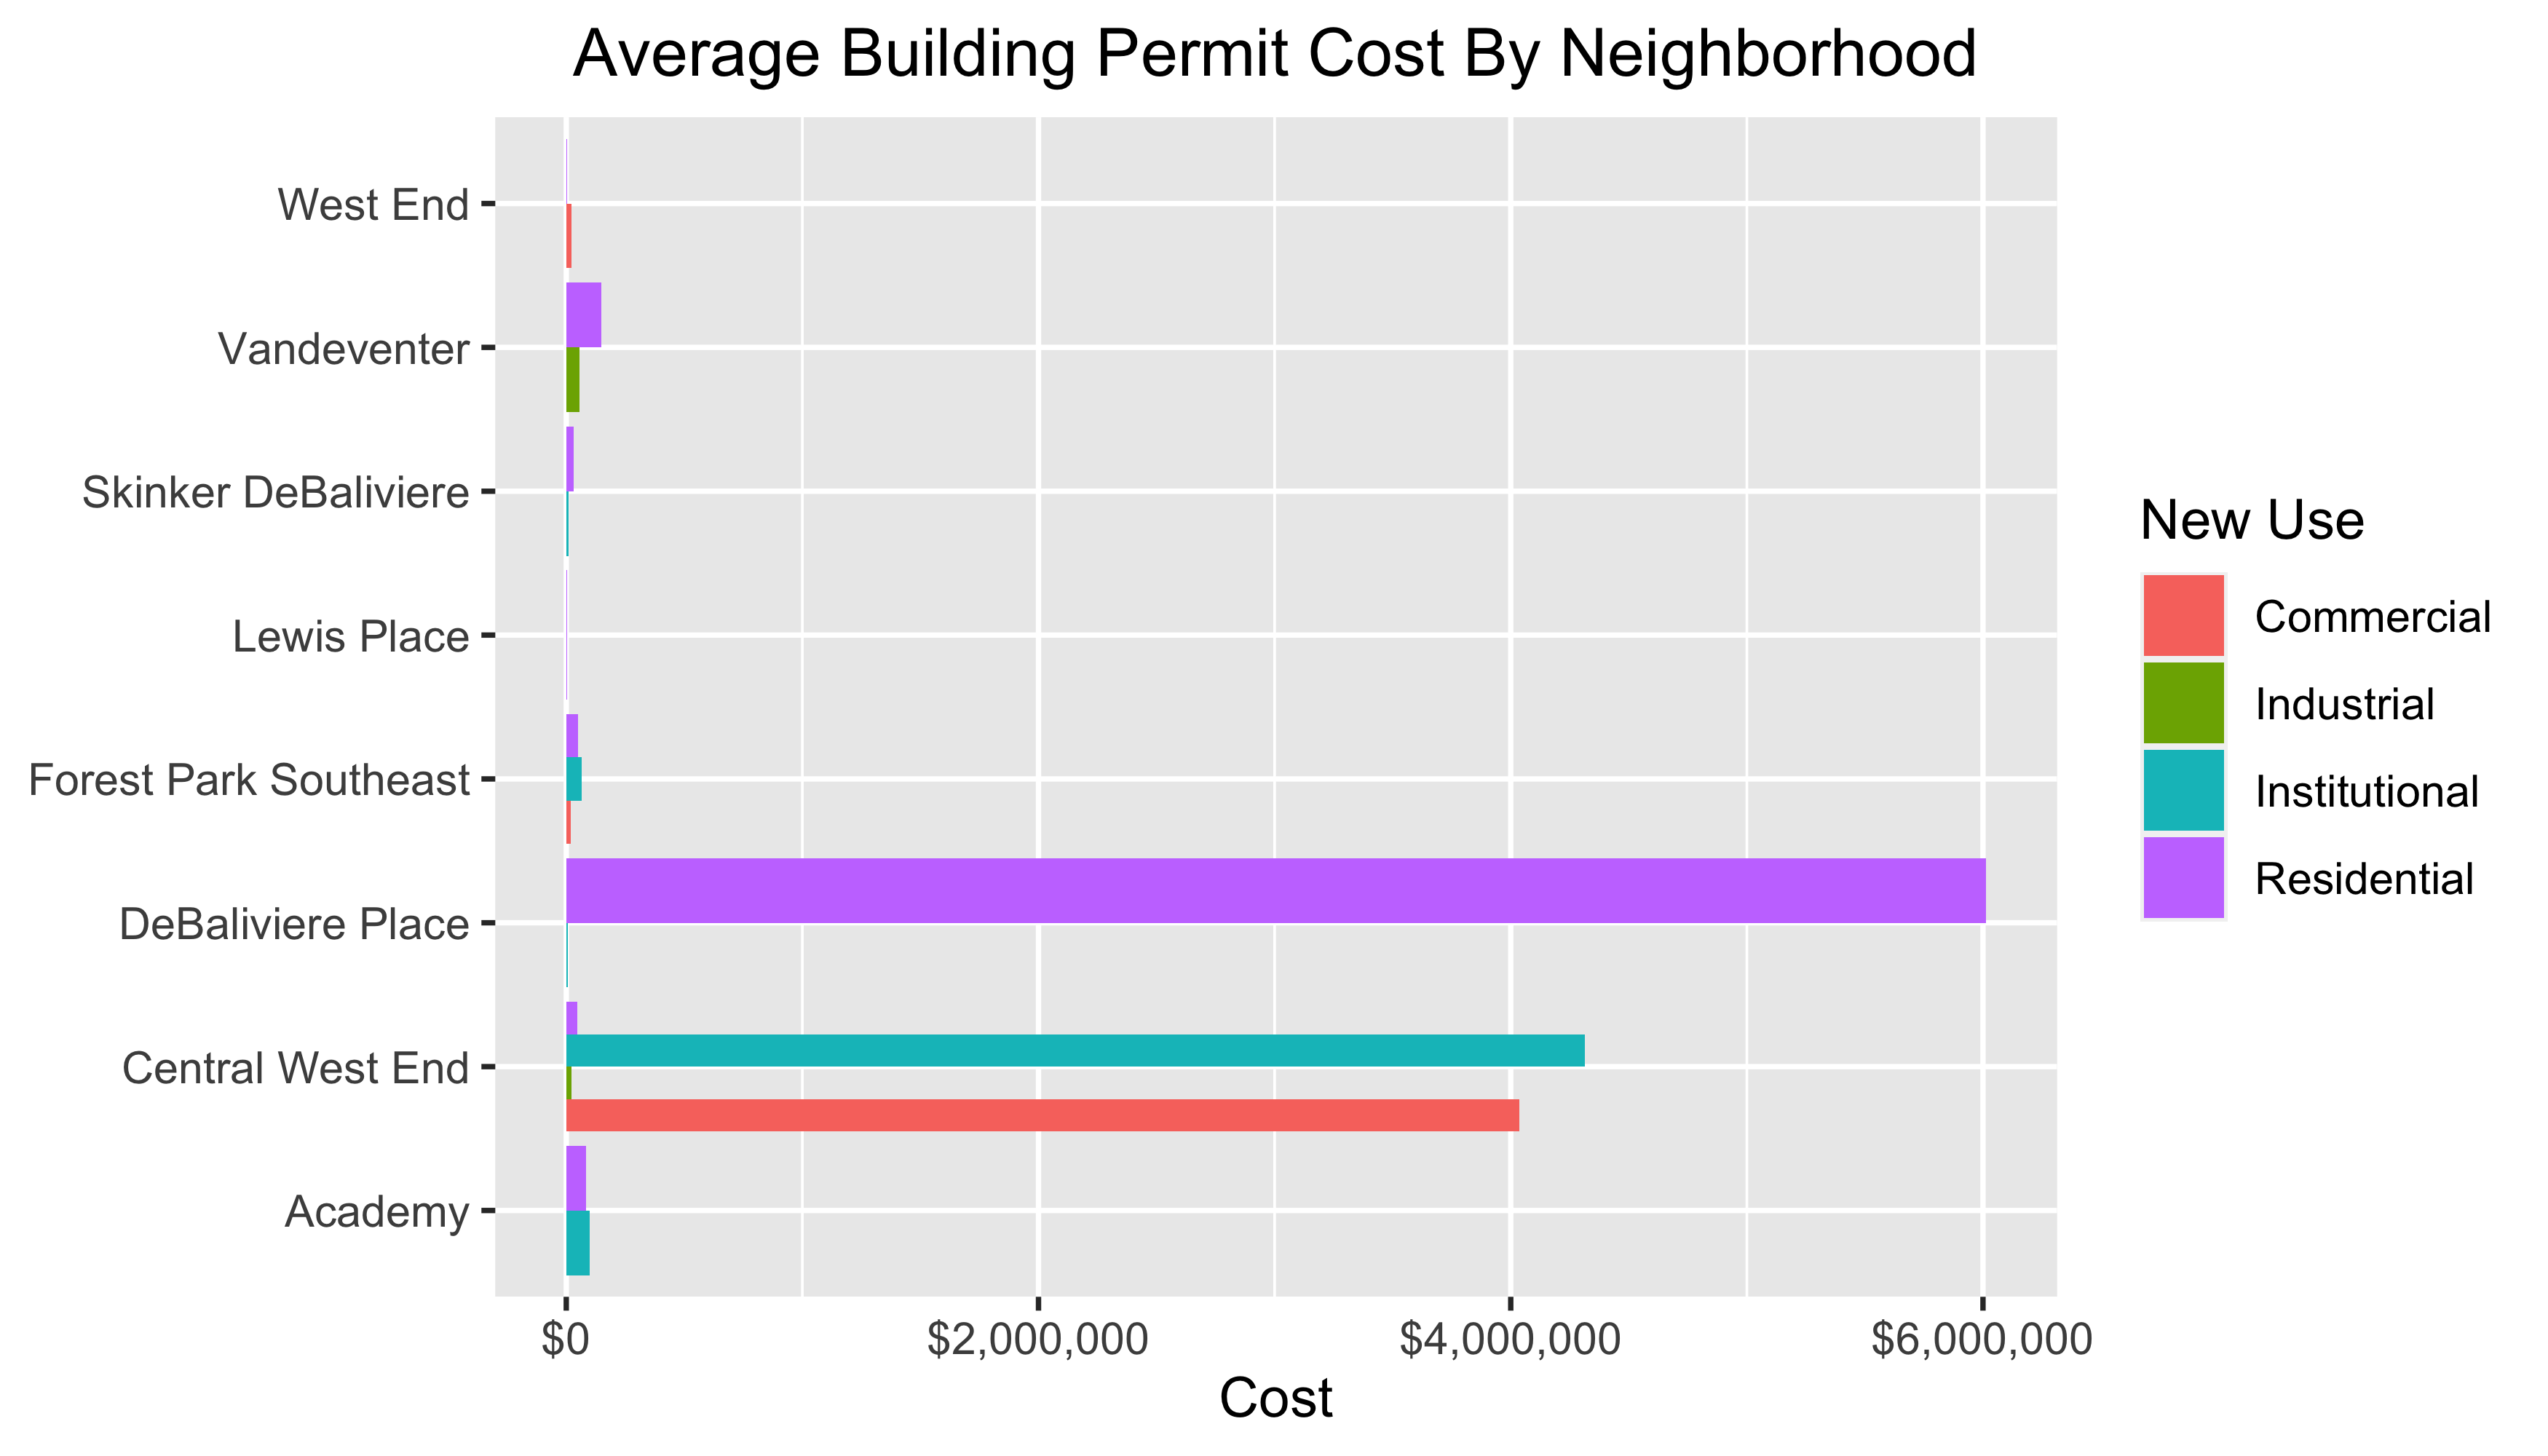 Average Building Permit Cost By Neighborhood
West End
Vandeventer
Skinker DeBaliviere
Lewis Place
Forest Park Southeast
DeBaliviere Place
Central West End
Academy
$0
$2,000,000
$4,000,000
$6,000,000
Cost
New Use
Commercial
Industrial
Institutional
Residential